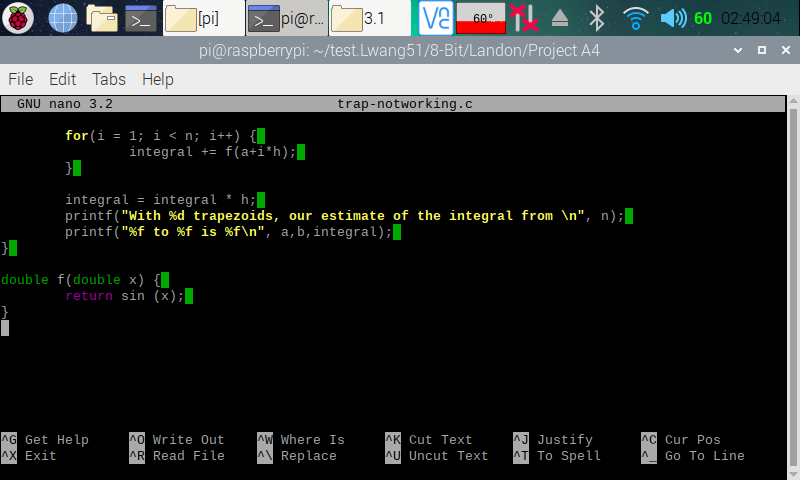 [pi]
pi@r...
3.1
60°
60
02:49:04
pi@raspberrypi: ~/test.Lwang51/8-Bit/Landon/Project A4
File Edit Tabs Help
GNU nano 3.2 trap-notworking.c
for(i = 1; i < n; i++) {
integral += f(a+i*h);
}
integral = integral * h;
printf("With %d trapezoids, our estimate of the integral from \n", n);
printf("%f to %f is %f\n", a,b,integral);
}
double f(double x) {
return sin (x);
}
^G Get Help ^O Write Out ^W Where Is ^K Cut Text ^J Justify ^C Cur Pos
^X Exit ^R Read File ^\ Replace ^U Uncut Text ^T To Spell ^_ Go To Line